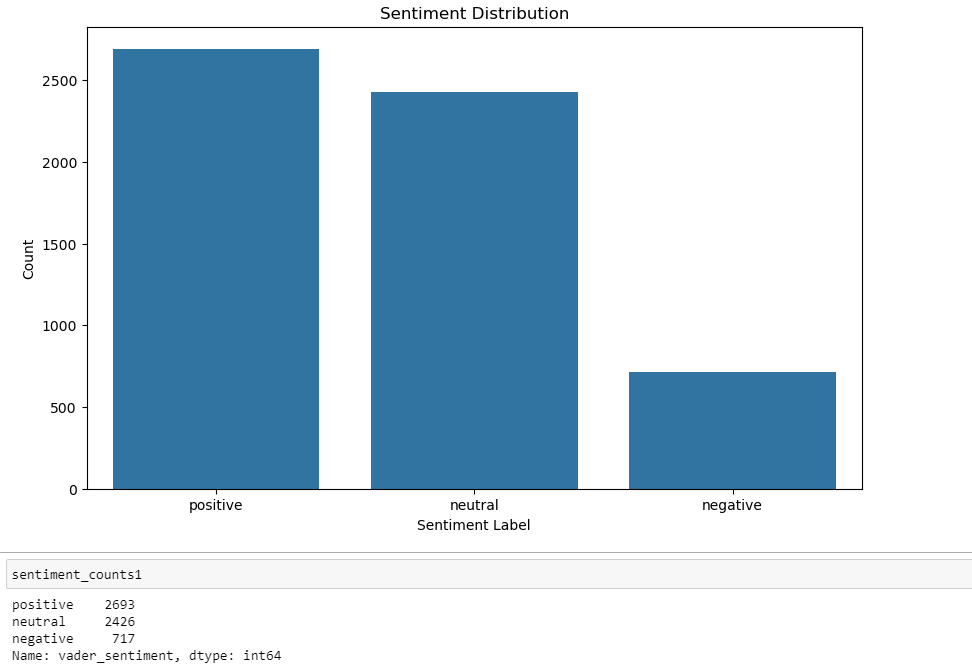 Sentiment Distribution
2500
2000
1500
1000
500
0
Count
positive neutral negative
Sentiment Label
sentiment_counts1
positive    2693
neutral     2426
negative     717
Name: vader_sentiment, dtype: int64